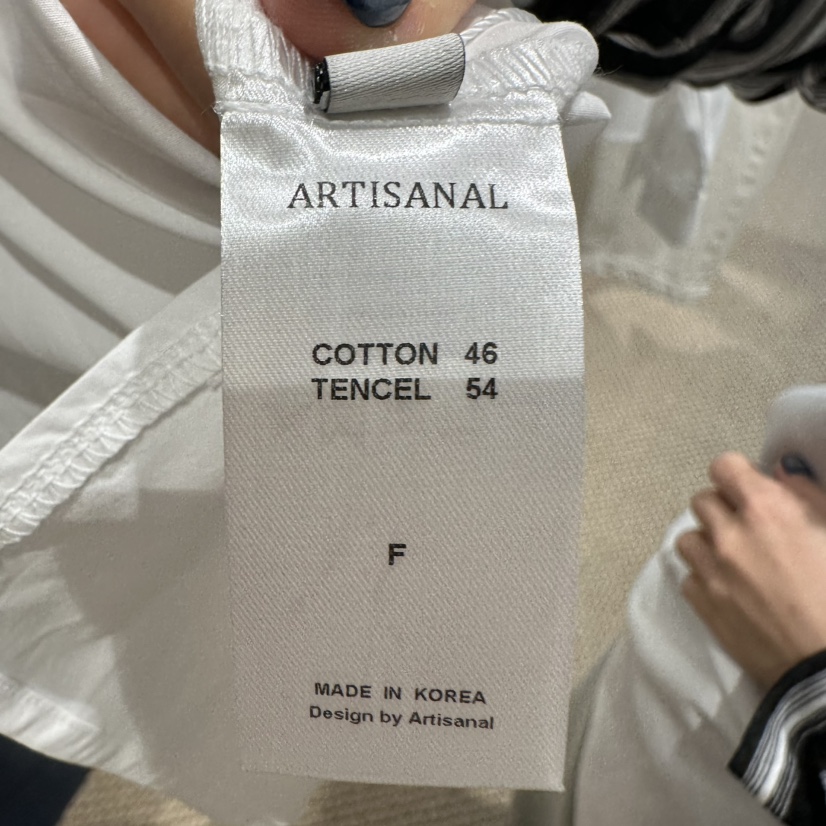 ARTISANAL
COTTON 46
TENCEL 54
F
MADE IN KOREA
Design by Artisanal